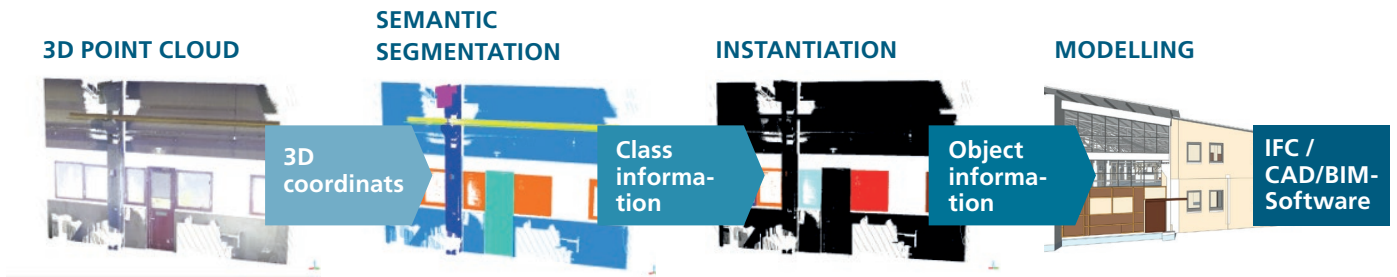 3D POINT CLOUD
SEMANTIC
SEGMENTATION
INSTANTIATION
MODELLING
3D
coordinats
Class
informa-
tion
Object
informa-
tion
IFC /
CAD/BIM-
Software